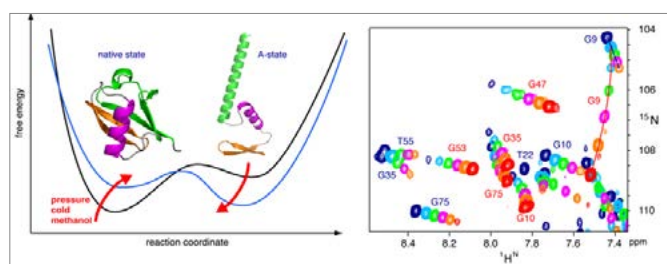 native state
A-state
free energy
pressure
cold
methanol
reaction coordinate
G9
G47
G9
T55
G53
G35
T22
G10
G35
G75
G75
G10
104
106
15N
108
110
ppm
8.4
8.2
8.0
7.8
7.6
7.4
1HN